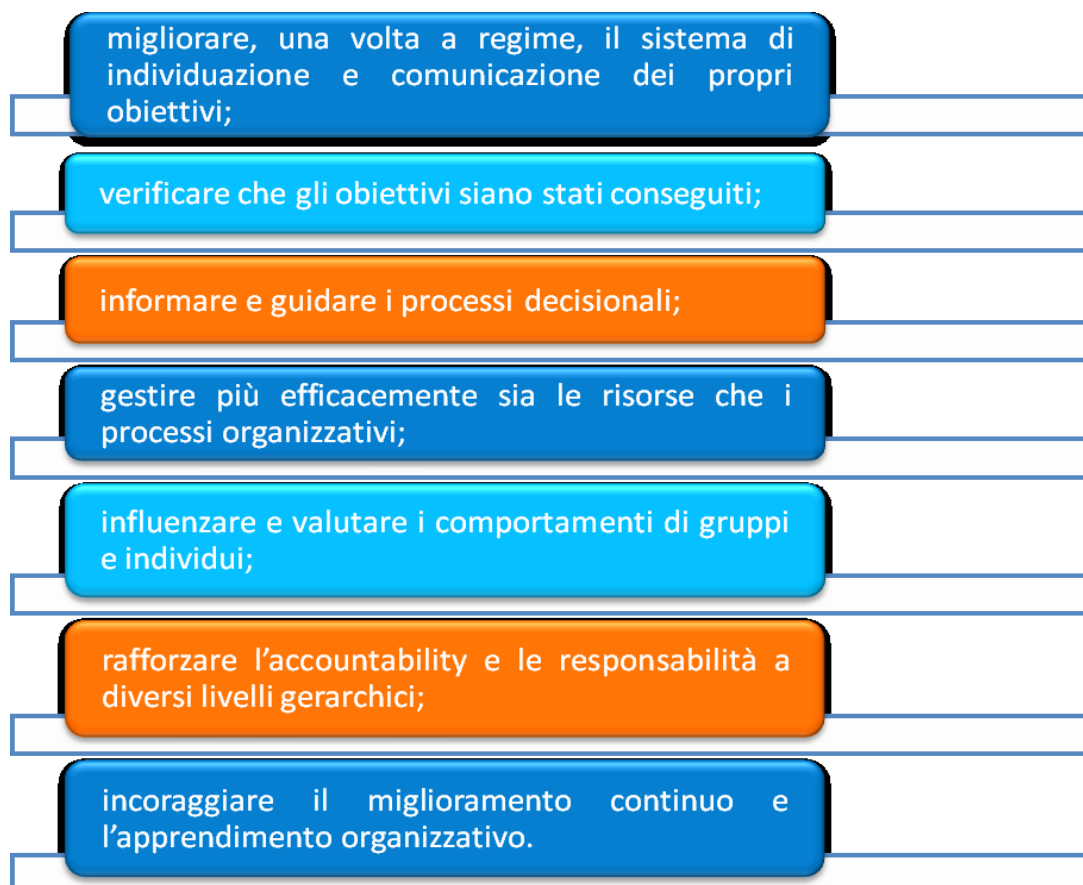 migliorare, una volta a regime, il sistema di
individuazione e comunicazione dei propri
obiettivi;
verificare che gli obiettivi siano stati conseguiti;
informare e guidare i processi decisionali;
gestire più efficacemente sia le risorse che i
processi organizzativi;
influenzare e valutare i comportamenti di gruppi
e individui;
rafforzare l’accountability e le responsabilità a
diversi livelli gerarchici;
incoraggiare il miglioramento continuo e
l’apprendimento organizzativo.